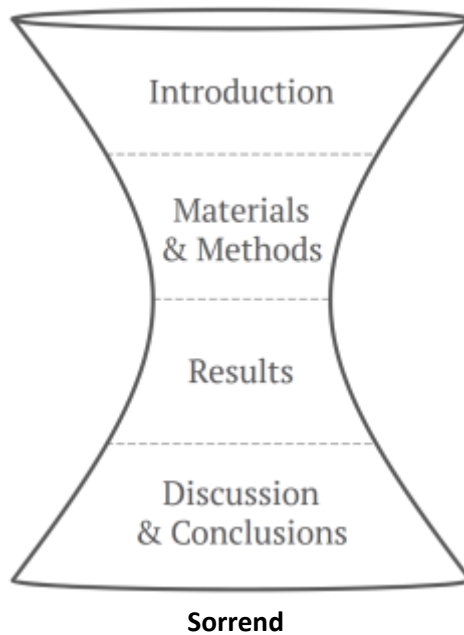 Introduction
Materials
& Methods
Results
Discussion
& Conclusions
Sorrend